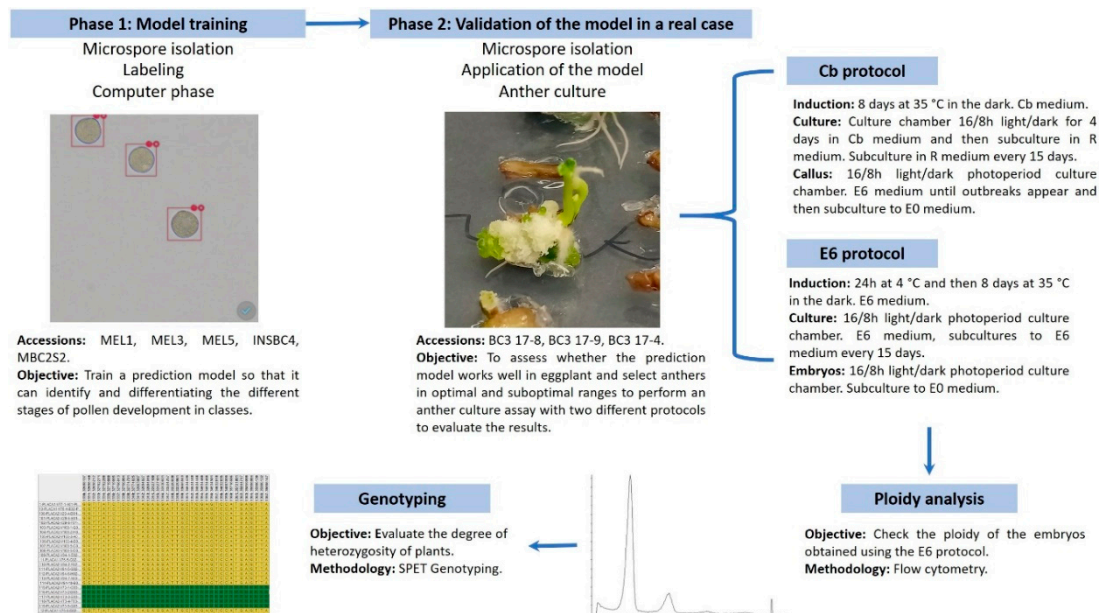 Phase 1: Model training
Microspore isolation
Labeling
Computer phase
Accessions: MEL1, MEL3, MEL5, INSBC4,
MBC2S2.
Objective: Train a prediction model so that it
can identify and differentiating the different
stages of pollen development in classes.
Phase 2: Validation of the model in a real case
Microspore isolation
Application of the model
Anther culture
Accessions: BC3 17-8, BC3 17-9, BC3 17-4.
Objective: To assess whether the prediction
model works well in eggplant and select anthers
in optimal and suboptimal ranges to perform an
anther culture assay with two different protocols
to evaluate the results.
Cb protocol
Induction: 8 days at 35 °C in the dark. Cb medium.
Culture: Culture chamber 16/8h light/dark for 4
days in Cb medium and then subculture in R
medium. Subculture in R medium every 15 days.
Callus: 16/8h light/dark photoperiod culture
chamber. E6 medium until outbreaks appear and
then subculture to E0 medium.
E6 protocol
Induction: 24h at 4 °C and then 8 days at 35 °C
in the dark. E6 medium.
Culture: 16/8h light/dark photoperiod culture
chamber. E6 medium, subcultures to E6
medium every 15 days.
Embryos: 16/8h light/dark photoperiod culture
chamber. Subculture to E0 medium.
Ploidy analysis
Objective: Check the ploidy of the embryos
obtained using the E6 protocol.
Methodology: Flow cytometry.
Genotyping
Objective: Evaluate the degree of
heterozygosity of plants.
Methodology: SPET Genotyping.